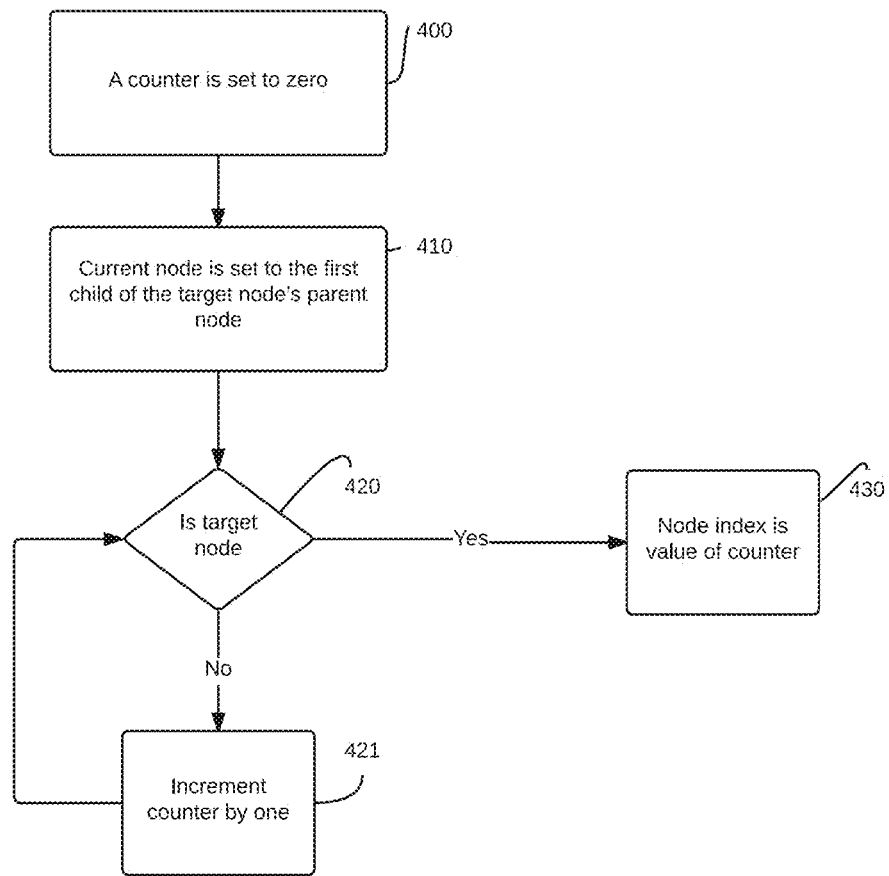 400
A counter is set to zero
410
Current node is set to the first
child of the target node's parent
node
420
Is target
node
Yes
430
Node index is
value of counter
No
421
Increment
counter by one